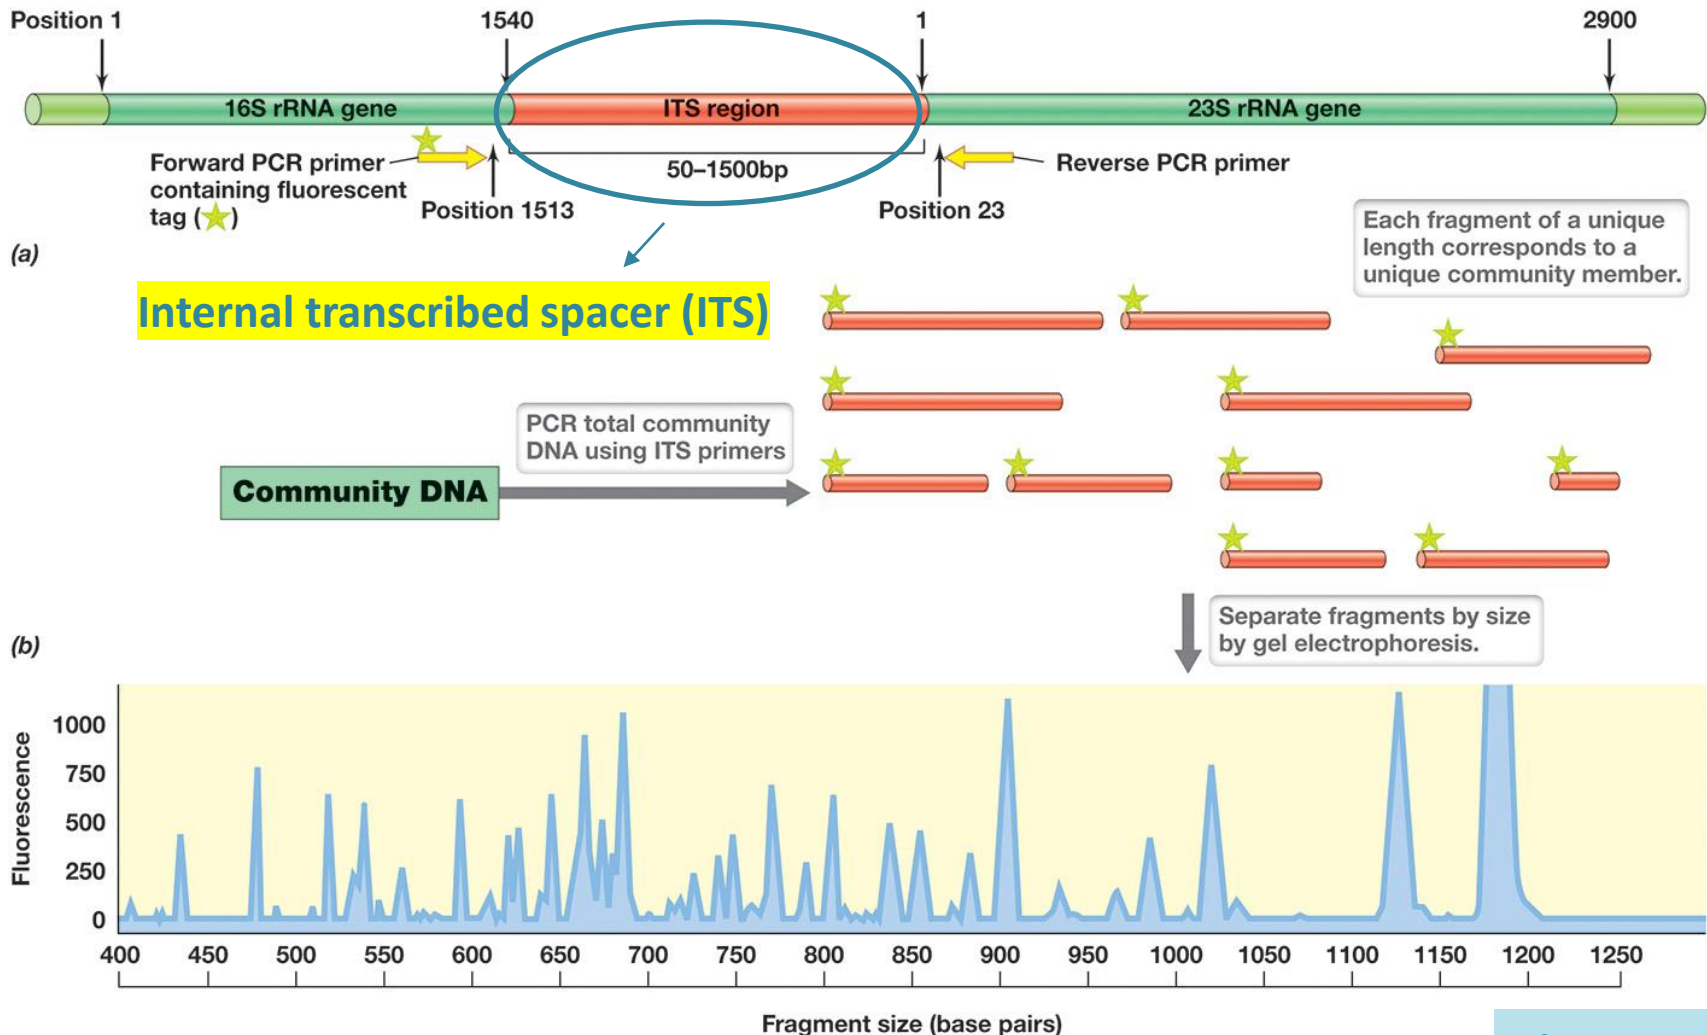 Position 1
1540
1
2900
16S rRNA gene
ITS region
23S rRNA gene
Forward PCR primer
containing fluorescent
tag ( )
Position 1513
50–1500bp
Position 23
Reverse PCR primer
(a)
Internal transcribed spacer (ITS)
Each fragment of a unique
length corresponds to a
unique community member.
PCR total community
DNA using ITS primers
Community DNA
Separate fragments by size
by gel electrophoresis.
(b)
Fluorescence
1000
750
500
250
0
400 450 500 550 600 650 700 750 800 850 900 950 1000 1050 1100 1150 1200 1250
Fragment size (base pairs)